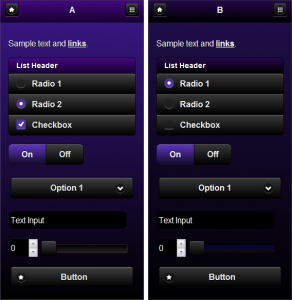 A
Sample text and links.
List Header
Radio 1
Radio 2
Checkbox
On Off
Option 1
Text Input
0
Button
B
Sample text and links.
List Header
Radio 1
Radio 2
Checkbox
On Off
Option 1
Text Input
0
Button